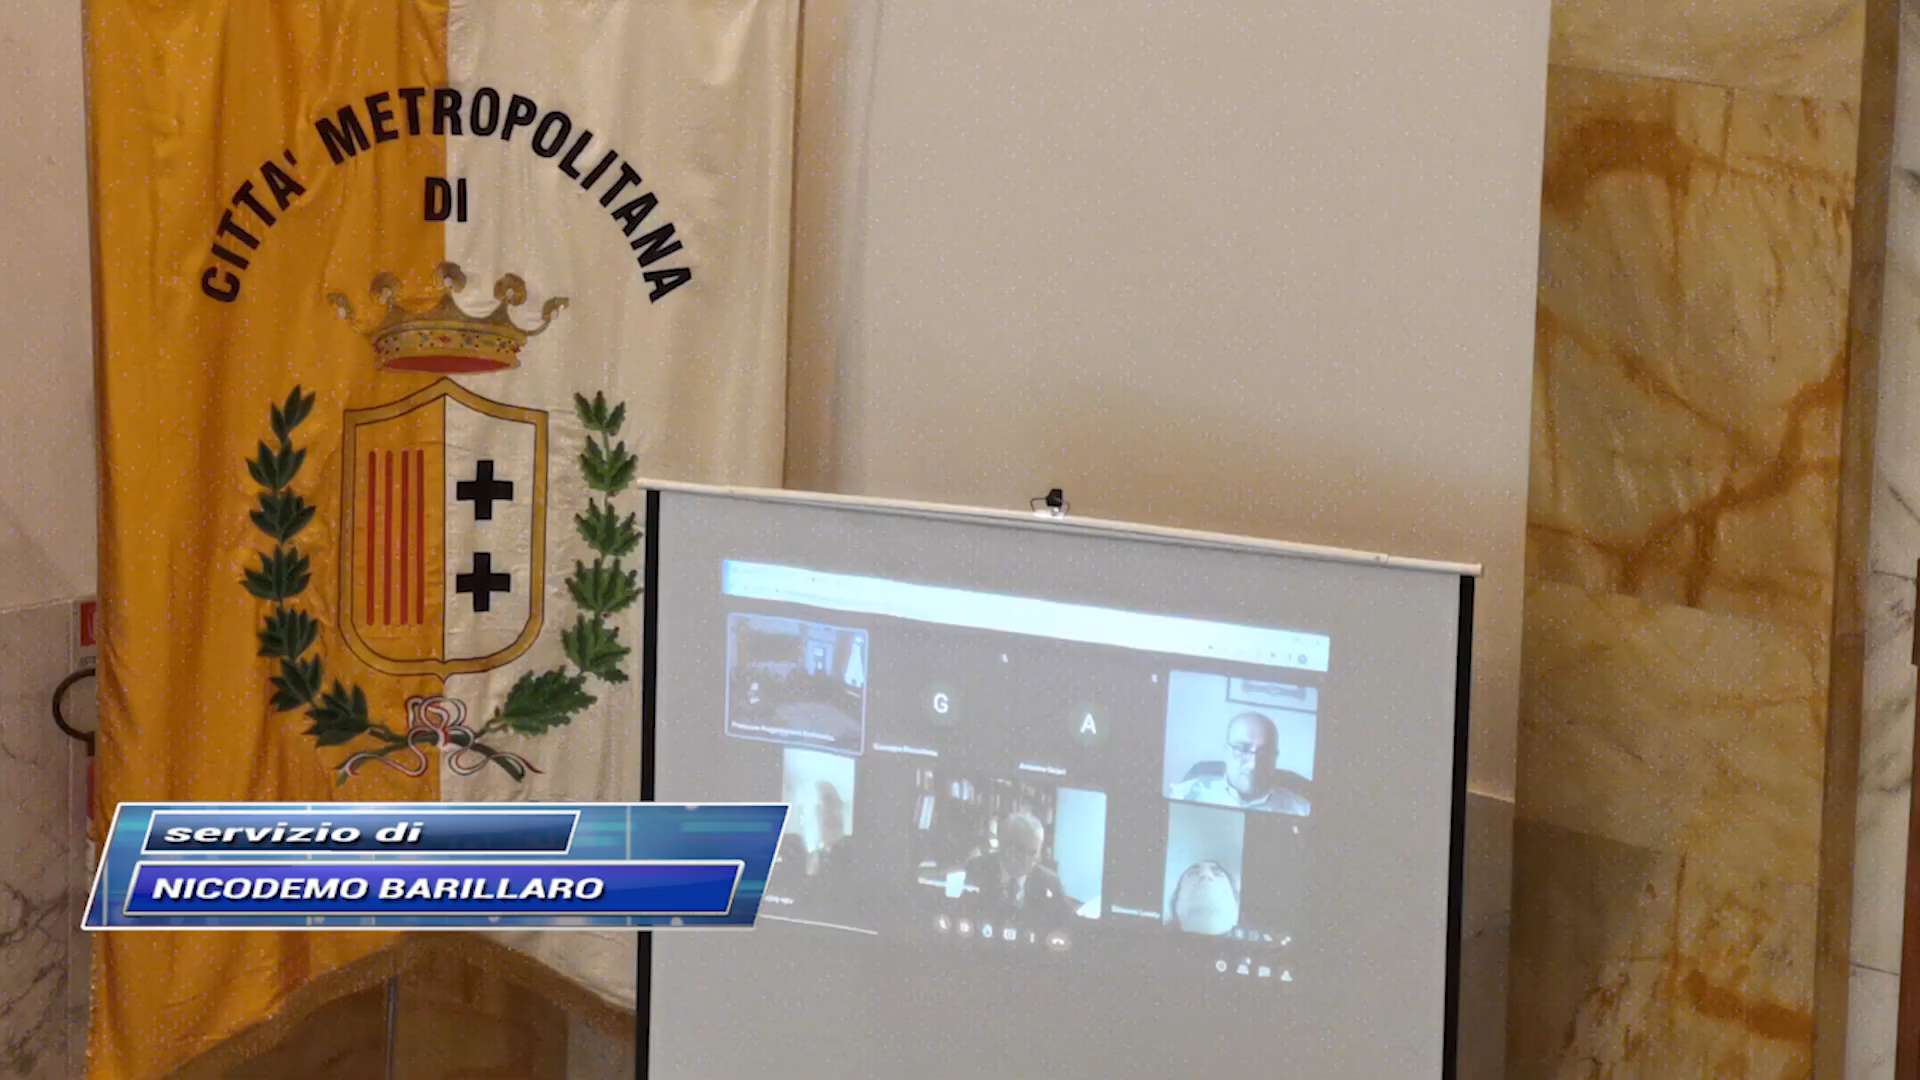 CITTA' METROPOLITANA
DI
G
A
servizio di
NICODEMO BARILLARO